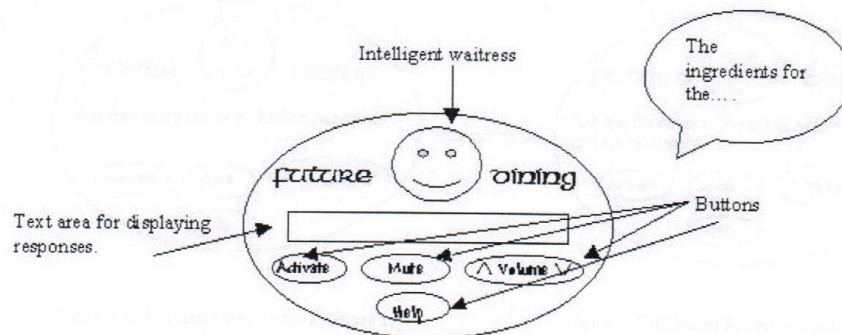 Intelligent waitress
The
ingredients for
the....
future dining
Text area for displaying
responses.
Buttons
Activate
Mute
/\ Volume \/
Help